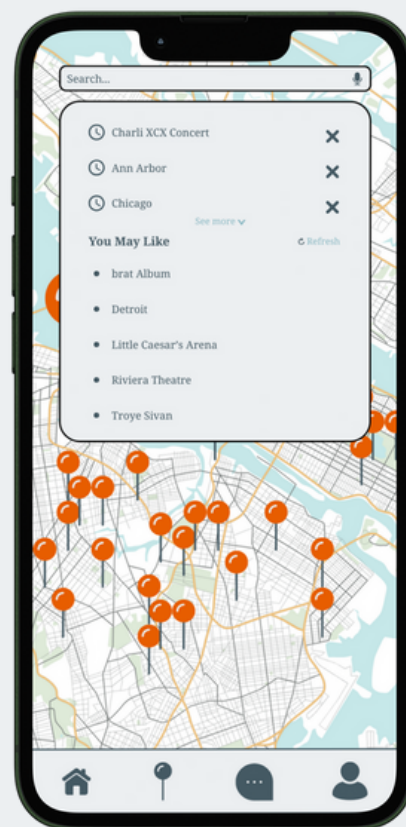 Search...
Charli XCX Concert
Ann Arbor
Chicago
See more
You May Like
Refresh
brat Album
Detroit
Little Caesar's Arena
Riviera Theatre
Troye Sivan